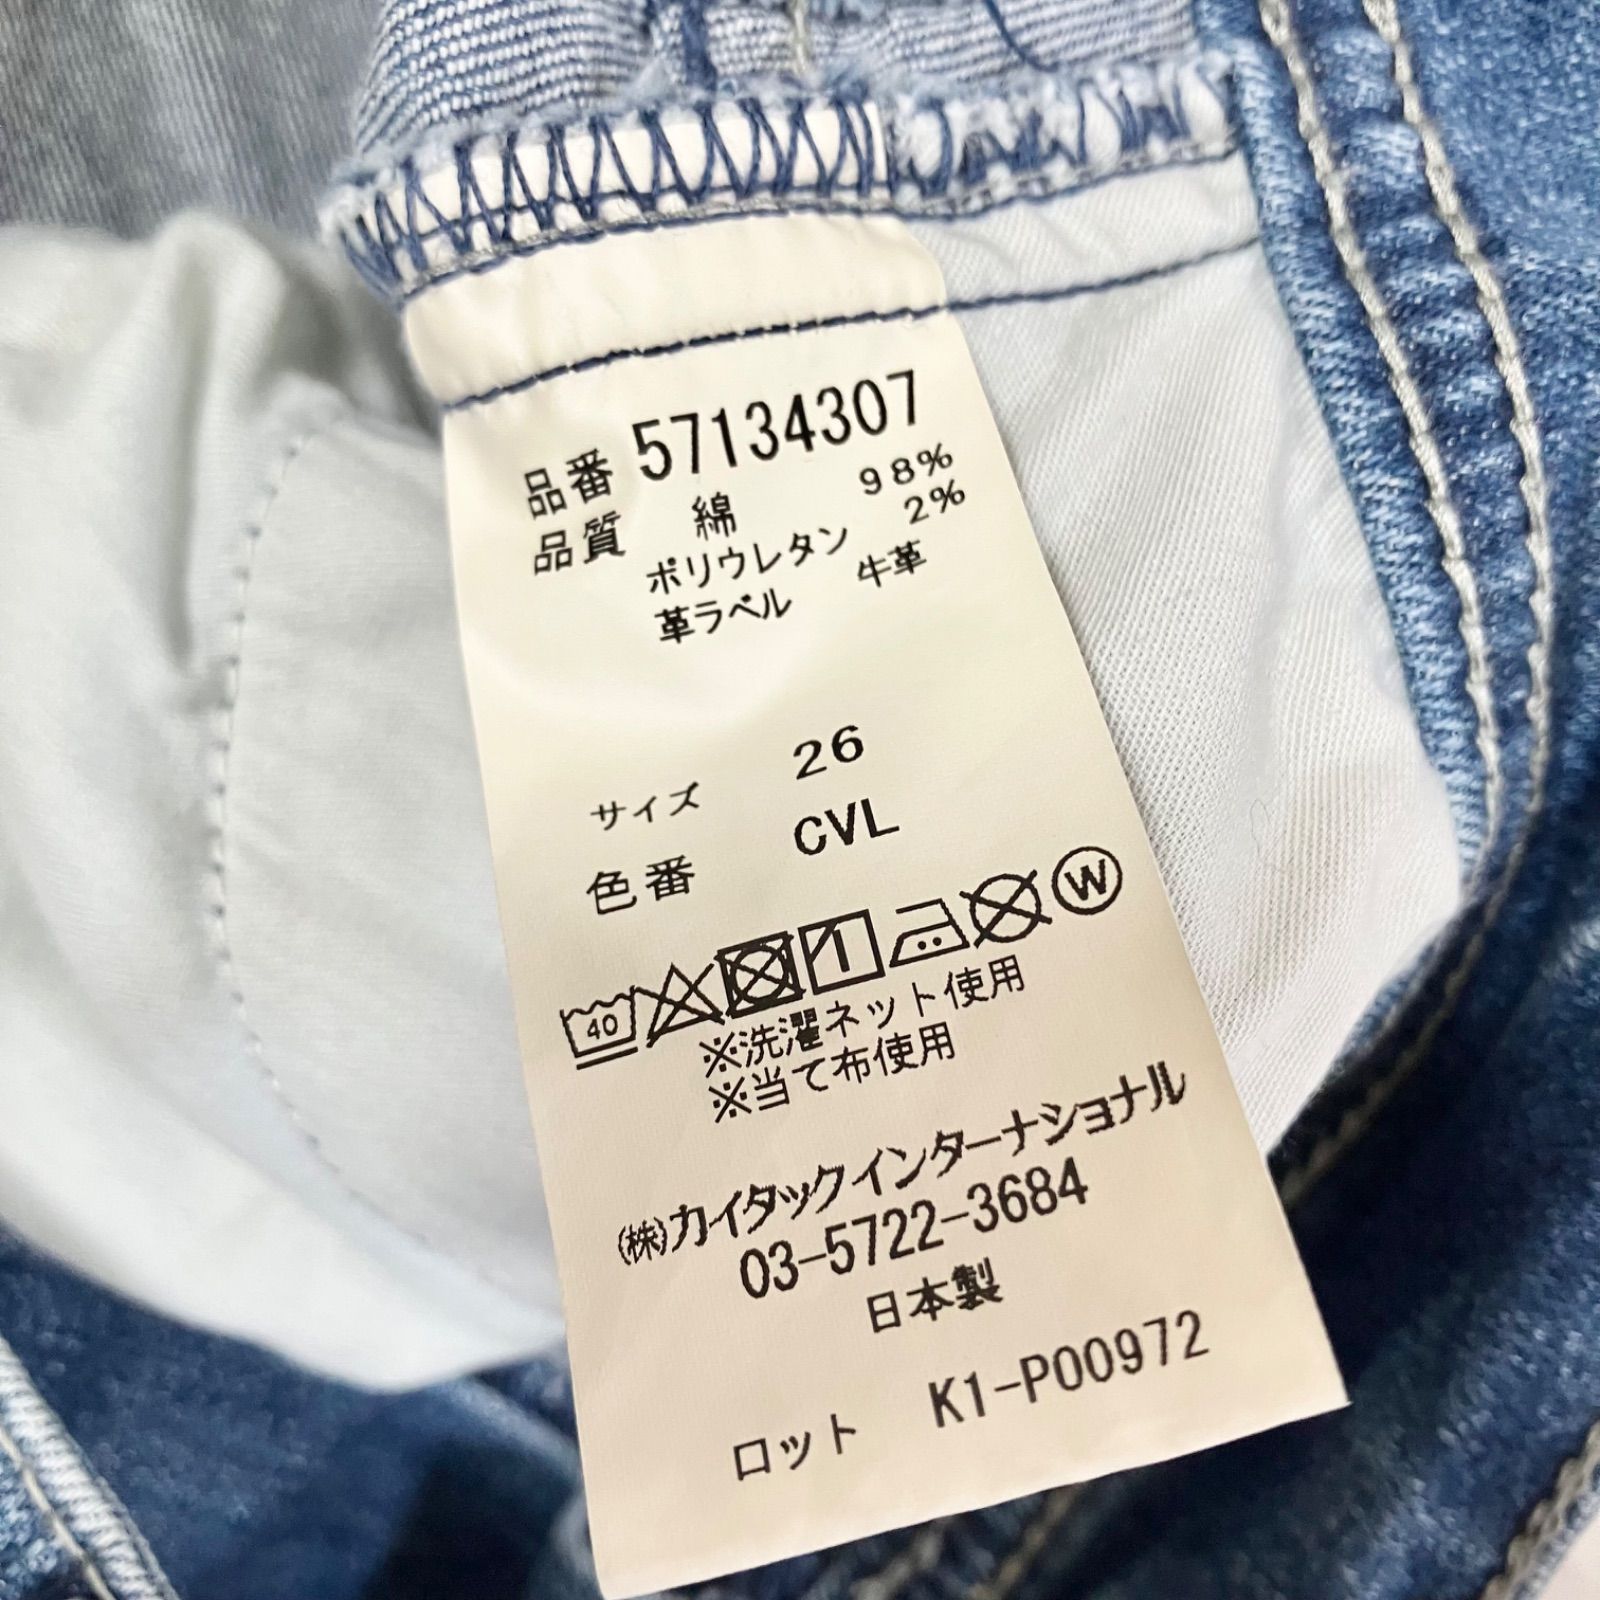 品番 57134307
品質 綿 98%
ポリウレタン 2%
革ラベル 牛革
サイズ 26
色番 CVL
40 W
※洗濯ネット使用
※当て布使用
(株)カイタックインターナショナル
03-5722-3684
日本製
ロット K1-P00972